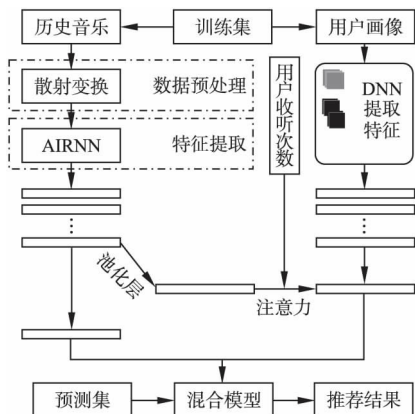 历史音乐
训练集
用户画像
散射变换
数据预处理
用户收听次数
DNN
提取
特征
AIRNN
特征提取
池化层
注意力
预测集
混合模型
推荐结果